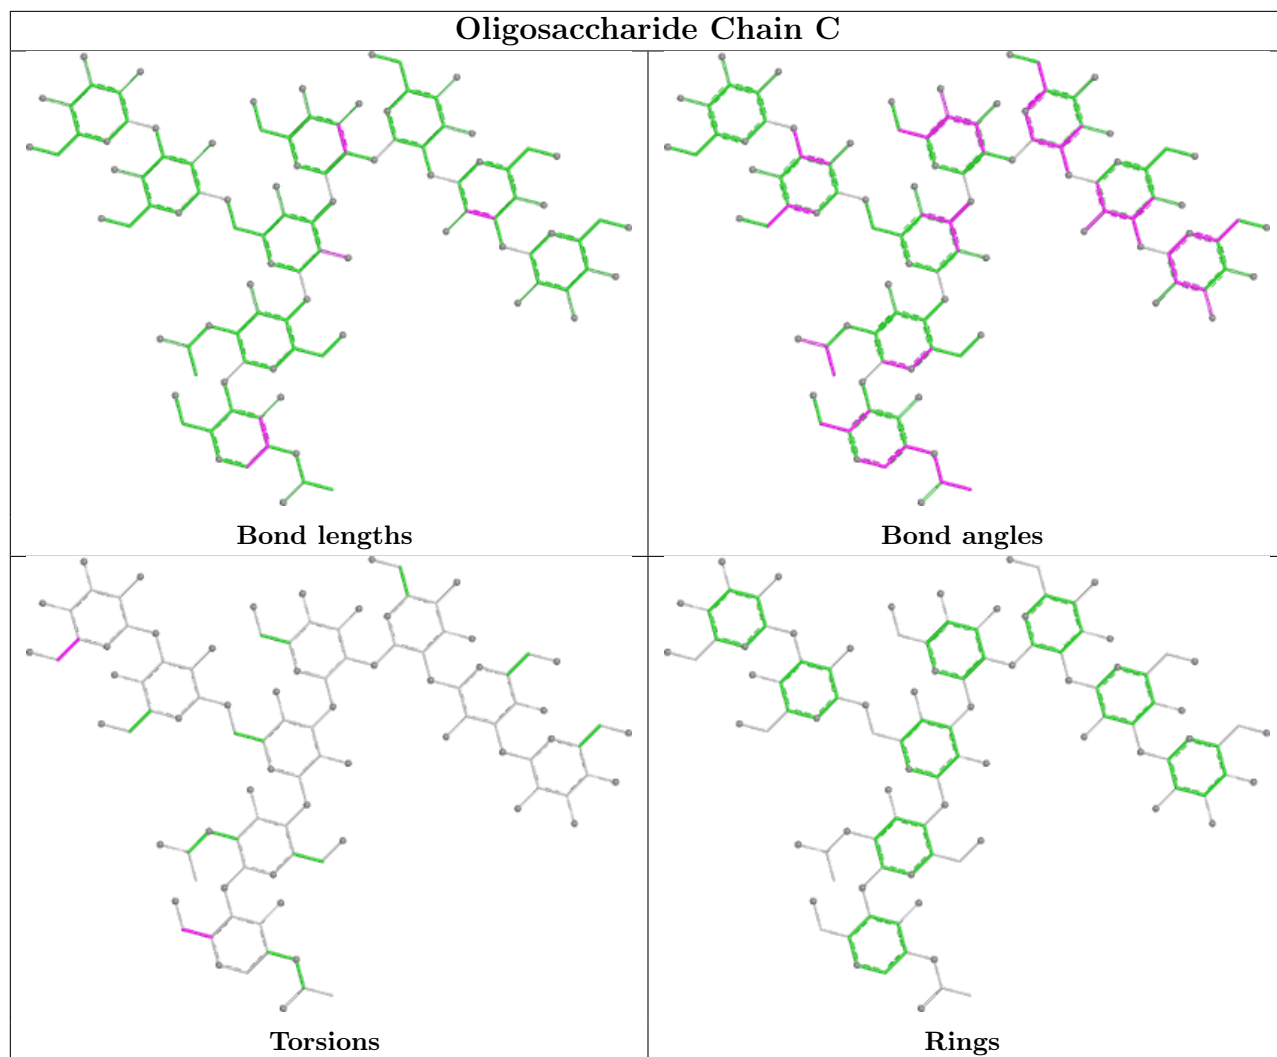 Oligosaccharide Chain C
Bond lengths
Bond angles
Torsions
Rings